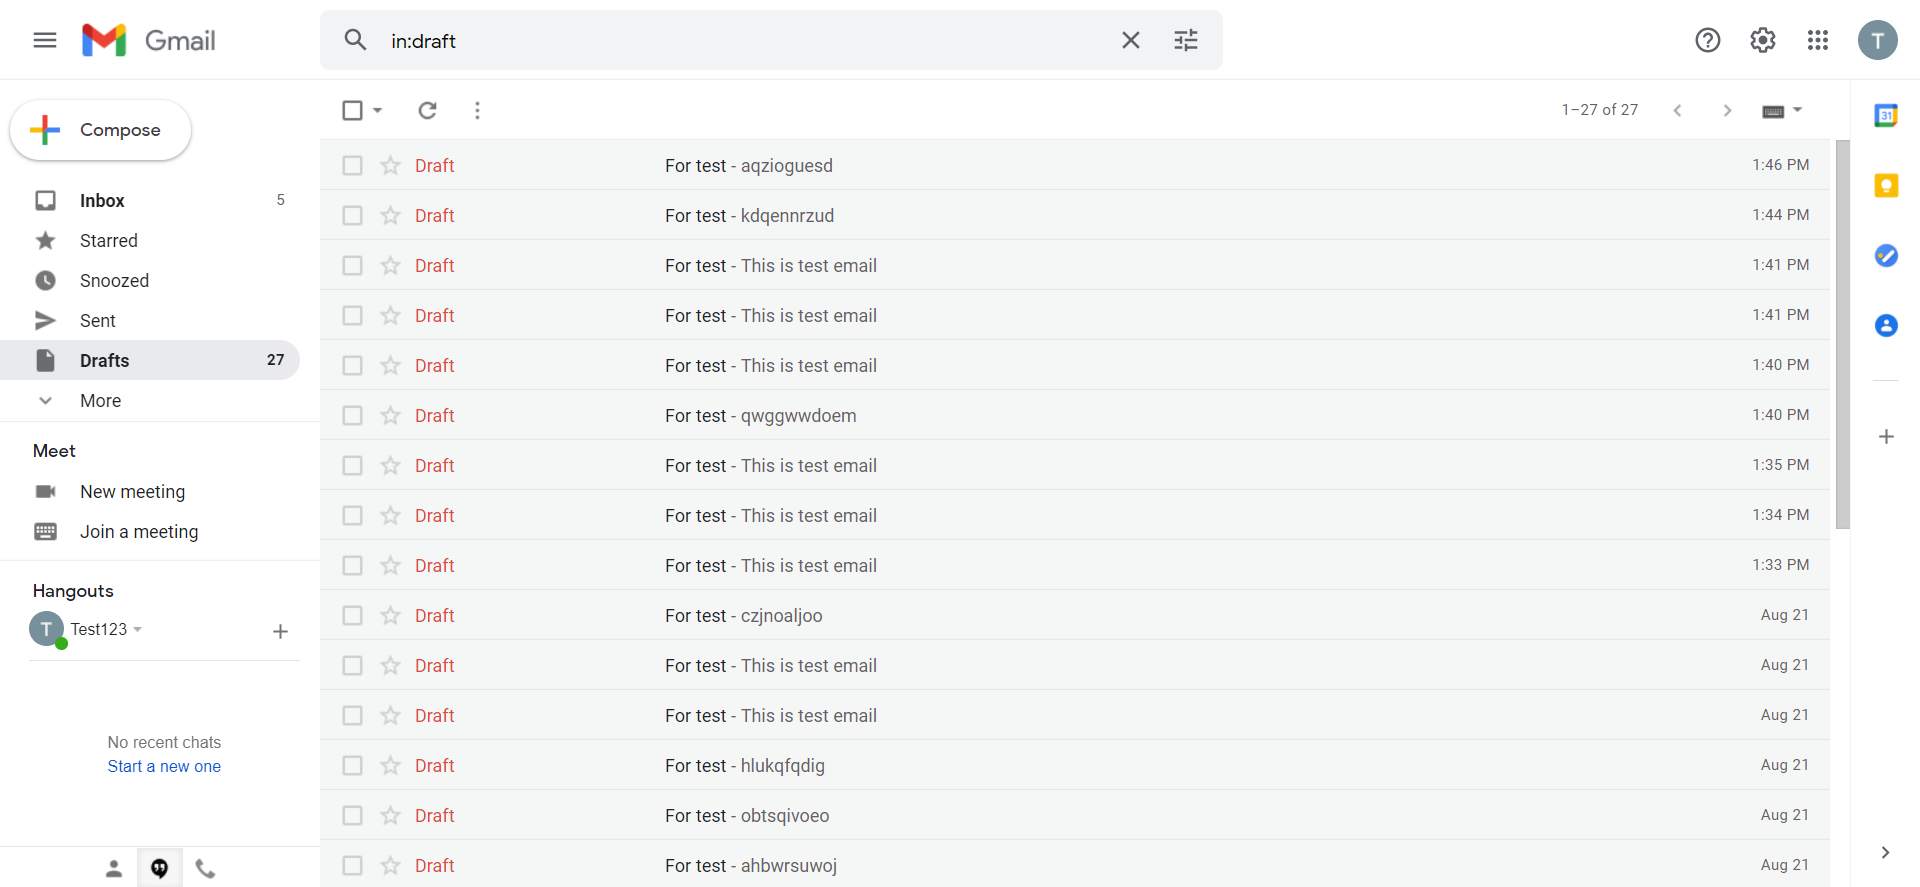 Gmail
in:draft
T
Compose
1–27 of 27
31
Inbox 5
Starred
Snoozed
Sent
Drafts 27
More
Meet
New meeting
Join a meeting
Hangouts
T Test123
No recent chats
Start a new one
Draft For test - aqzioguesd 1:46 PM
Draft For test - kdqennrzud 1:44 PM
Draft For test - This is test email 1:41 PM
Draft For test - This is test email 1:41 PM
Draft For test - This is test email 1:40 PM
Draft For test - qwggwwdoem 1:40 PM
Draft For test - This is test email 1:35 PM
Draft For test - This is test email 1:34 PM
Draft For test - This is test email 1:33 PM
Draft For test - czjnoaljoo Aug 21
Draft For test - This is test email Aug 21
Draft For test - This is test email Aug 21
Draft For test - hlukqfqdig Aug 21
Draft For test - obtsqivoeo Aug 21
Draft For test - ahbwrsuwoj Aug 21